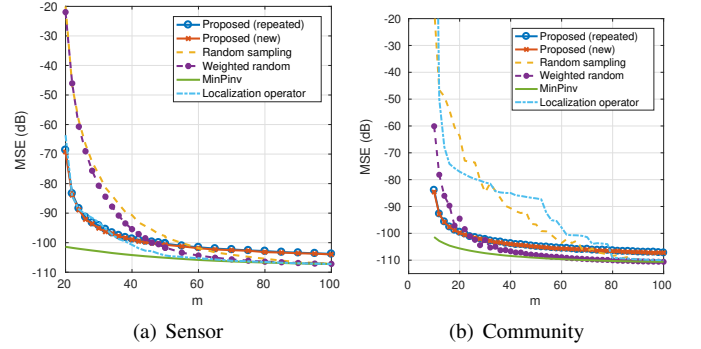 -20
-30
-40
-50
-60
-70
-80
-90
-100
-110
MSE (dB)
20
40
60
80
100
m
Proposed (repeated)
Proposed (new)
Random sampling
Weighted random
MinPinv
Localization operator
(a) Sensor
-20
-30
-40
-50
-60
-70
-80
-90
-100
-110
MSE (dB)
0
20
40
60
80
100
m
Proposed (repeated)
Proposed (new)
Random sampling
Weighted random
MinPinv
Localization operator
(b) Community